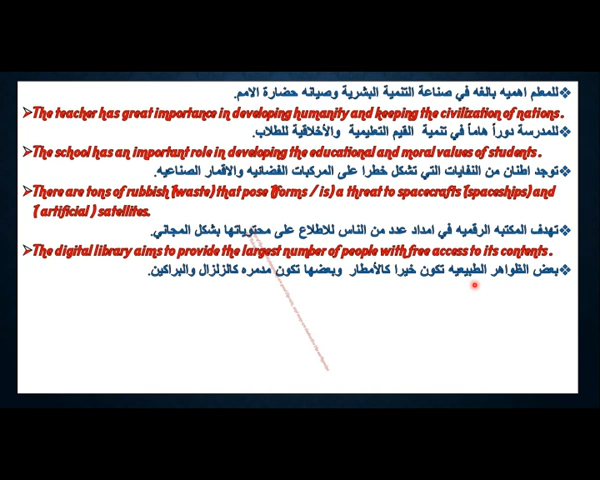 ❖للمعلم اهميه بالغه في صناعة التنمية البشرية وصيانه حضارة الامم.
➢The teacher has great importance in developing humanity and keeping the civilization of nations .
❖للمدرسة دوراً هاماً في تنمية القيم التعليمية والأخلاقية للطلاب.
➢The school has an important role in developing the educational and moral values of students .
❖توجد اطنان من النفايات التي تشكل خطرا على المركبات الفضائيه والاقمار الصناعيه.
➢There are tons of rubbish (waste) that pose (forms / is) a threat to spacecrafts (spaceships) and
( artificial ) satellites.
❖تهدف المكتبه الرقميه في امداد عدد من الناس للاطلاع على محتوياتها بشكل المجاني.
➢The digital library aims to provide the largest number of people with free access to its contents .
❖بعض الظواهر الطبيعيه تكون خيرا كالأمطار وبعضها تكون مدمره كالزلزال والبراكين.